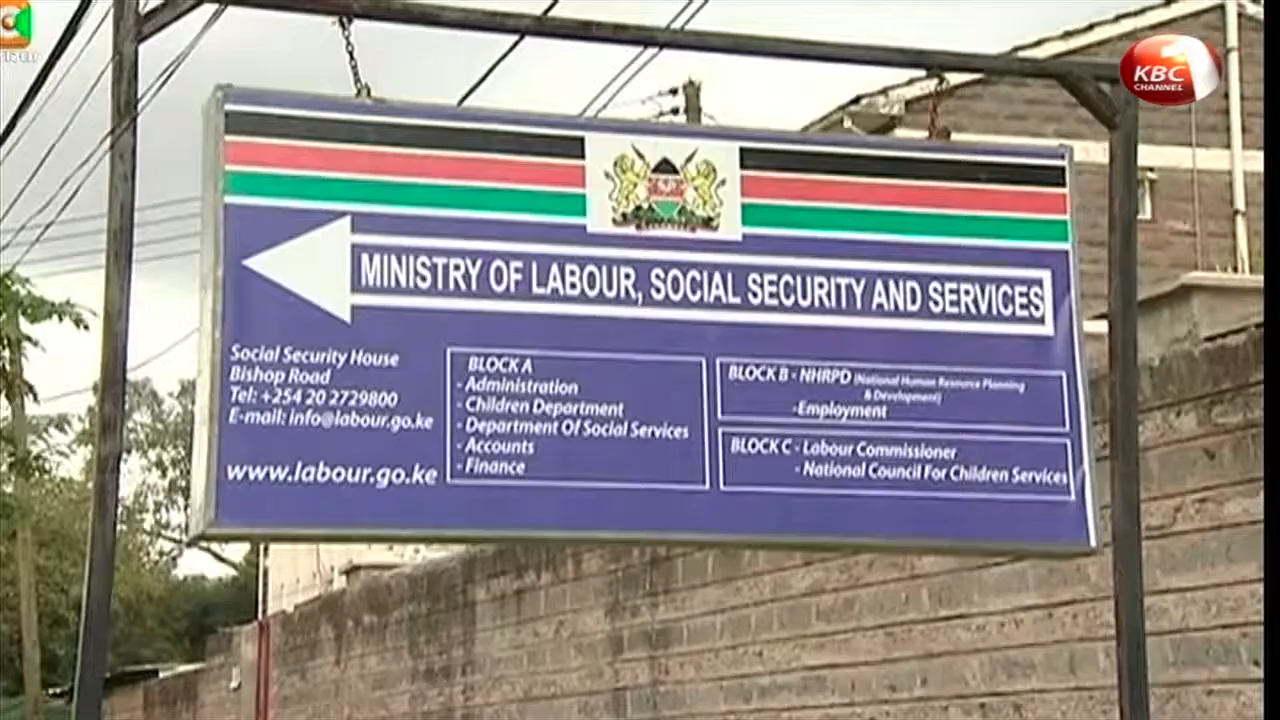 KBC
CHANNEL 1
MINISTRY OF LABOUR, SOCIAL SECURITY AND SERVICES
Social Security House
Bishop Road
Tel: +254 20 2729800
E-mail: info@labour.go.ke
www.labour.go.ke
BLOCK A
- Administration
- Children Department
- Department Of Social Services
- Accounts
- Finance
BLOCK B - NHRPD (National Human Resource Planning
& Development)
-Employment
BLOCK C - Labour Commissioner
- National Council For Children Services